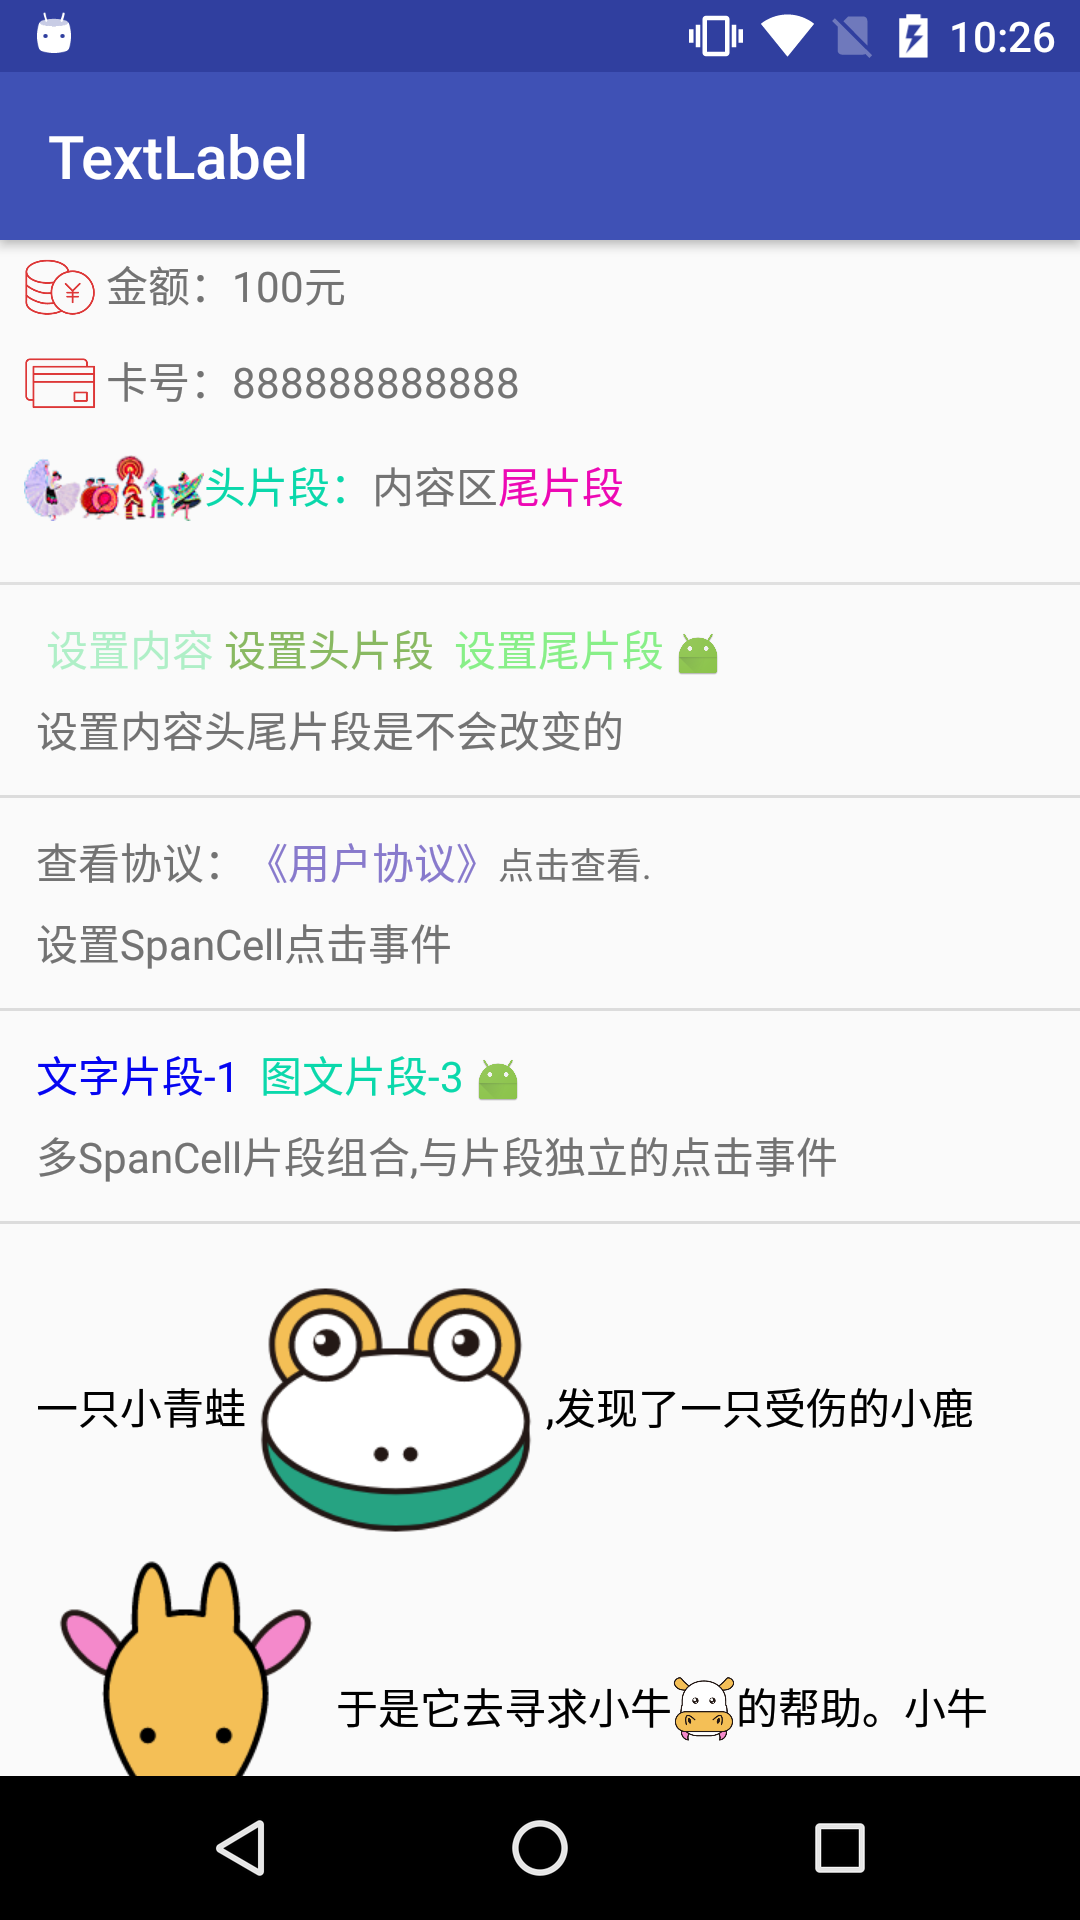 10:26
TextLabel
金额：100元
卡号：888888888888
头片段：内容区尾片段
设置内容 设置头片段 设置尾片段
设置内容头尾片段是不会改变的
查看协议：《用户协议》点击查看.
设置SpanCell点击事件
文字片段-1 图文片段-3
多SpanCell片段组合,与片段独立的点击事件
一只小青蛙,发现了一只受伤的小鹿
于是它去寻求小牛的帮助。小牛